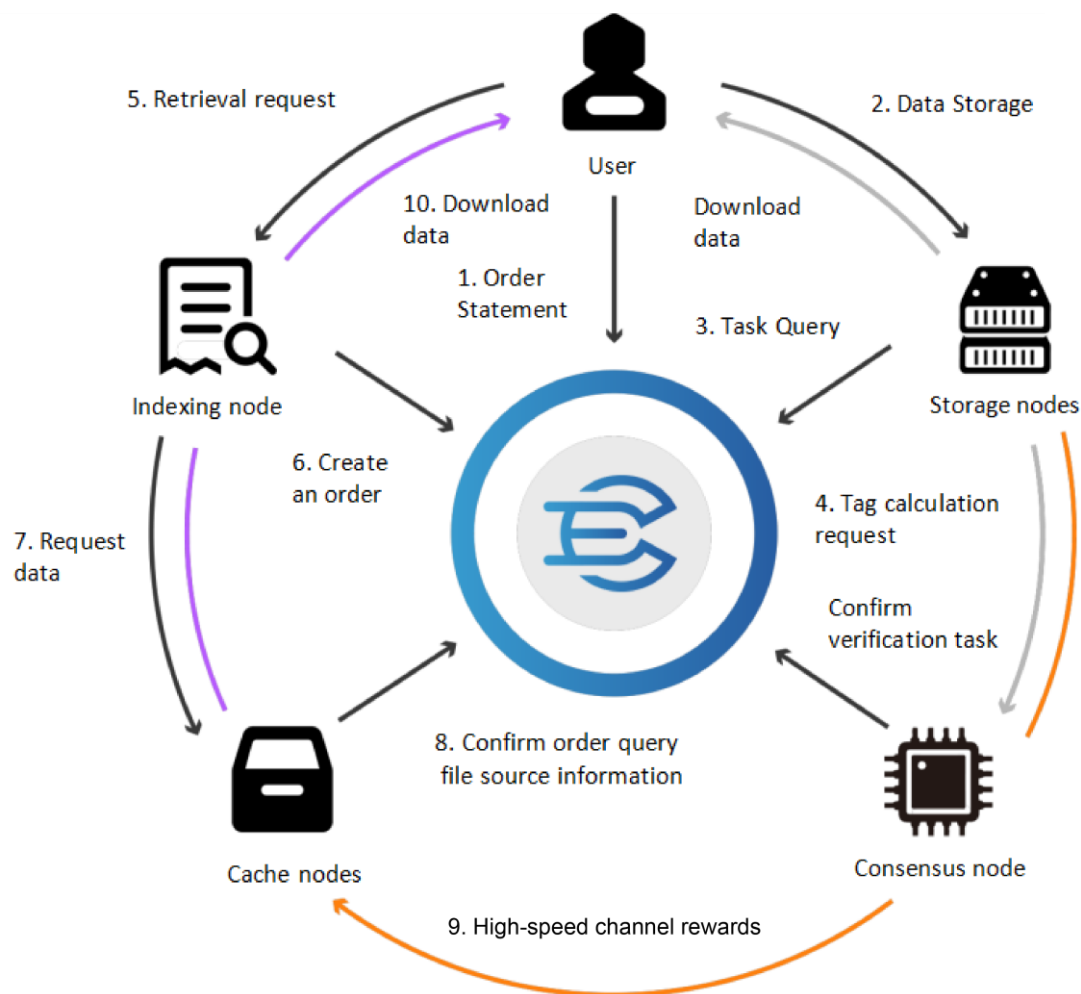 5. Retrieval request
2. Data Storage
User
10. Download
data
Download
data
1. Order
Statement
3. Task Query
Indexing node
Storage nodes
6. Create
an order
4. Tag calculation
request
7. Request
data
Confirm
verification task
8. Confirm order query
file source information
Cache nodes
Consensus node
9. High-speed channel rewards